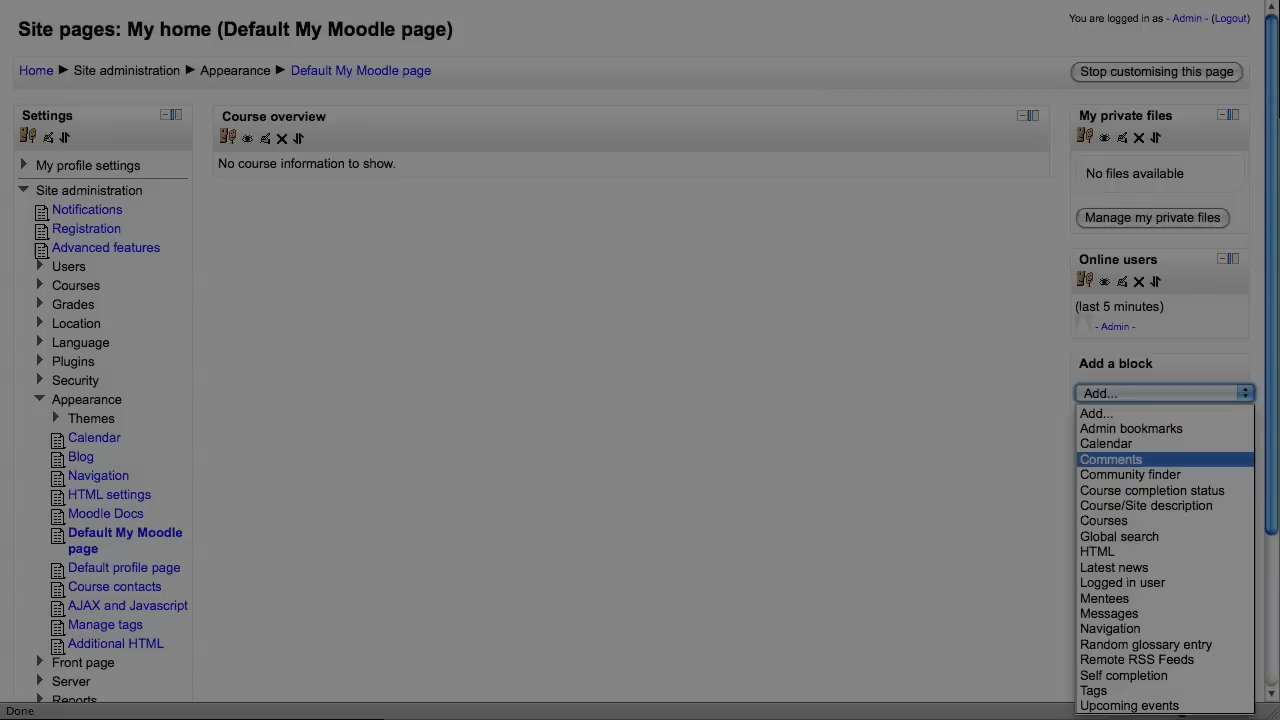 Site pages: My home (Default My Moodle page)
You are logged in as - Admin - (Logout)
Home ► Site administration ► Appearance ► Default My Moodle page
Stop customising this page
Settings
My profile settings
Site administration
Notifications
Registration
Advanced features
Users
Courses
Grades
Location
Language
Plugins
Security
Appearance
Themes
Calendar
Blog
Navigation
HTML settings
Moodle Docs
Default My Moodle
page
Default profile page
Course contacts
AJAX and Javascript
Manage tags
Additional HTML
Front page
Server
Reports
Course overview
No course information to show.
My private files
No files available
Manage my private files
Online users
(last 5 minutes)
- Admin -
Add a block
Add...
Add...
Admin bookmarks
Calendar
Comments
Community finder
Course completion status
Course/Site description
Courses
Global search
HTML
Latest news
Logged in user
Mentees
Messages
Navigation
Random glossary entry
Remote RSS Feeds
Self completion
Tags
Upcoming events
Done